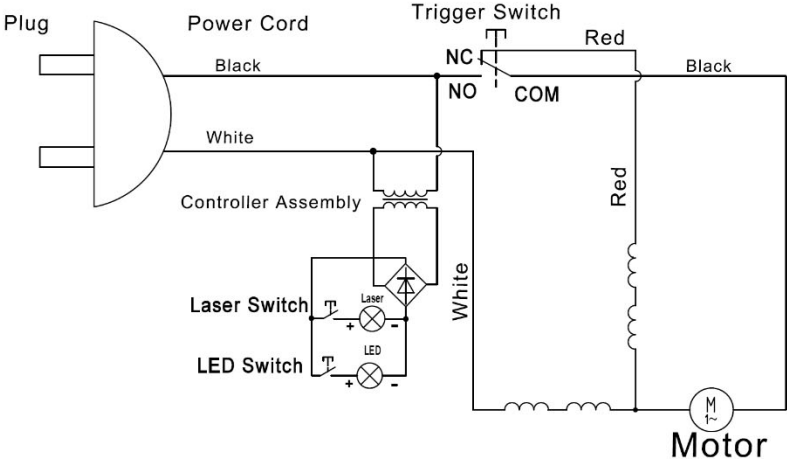 Plug
Power Cord
Trigger Switch
Red
NC
Black
Black
NO
COM
White
Red
Controller Assembly
White
Laser
Laser Switch
+
-
LED
LED Switch
+
-
M
1~
Motor